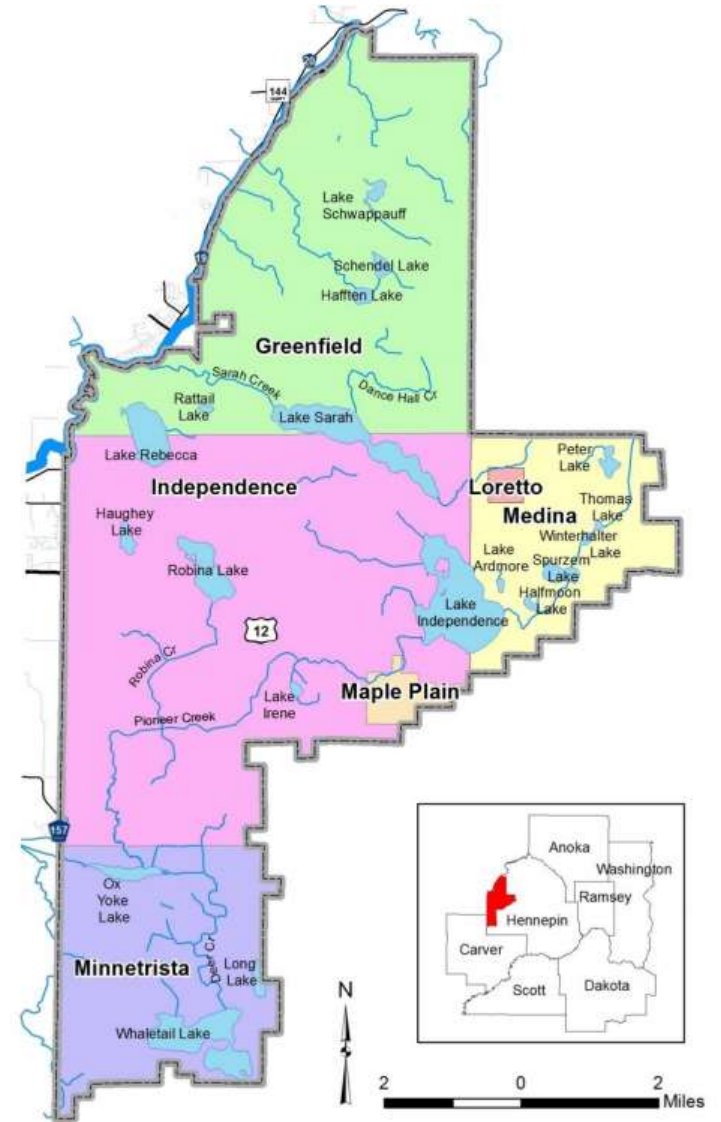 144
19
Lake
Schwappauff
Schendel Lake
Hafften Lake
Greenfield
Sarah Creek
Dance Hall Cr
Rattail
Lake
Lake Sarah
Lake Rebecca
Peter
Lake
Independence
Loretto
Medina
Thomas
Lake
Haughey
Lake
Winterhalter
Lake
Lake
Ardmore
Spurzem
Lake
Robina Lake
Halfmoon
Lake
Lake
Independence
12
Robina Cr
Maple Plain
Lake
Irene
Pioneer Creek
157
Ox
Yoke
Lake
Deer Cr
Long
Lake
Minnetrista
Whaletail Lake
Anoka
Washington
Ramsey
Hennepin
Carver
Scott
Dakota
N
2
0
2
Miles